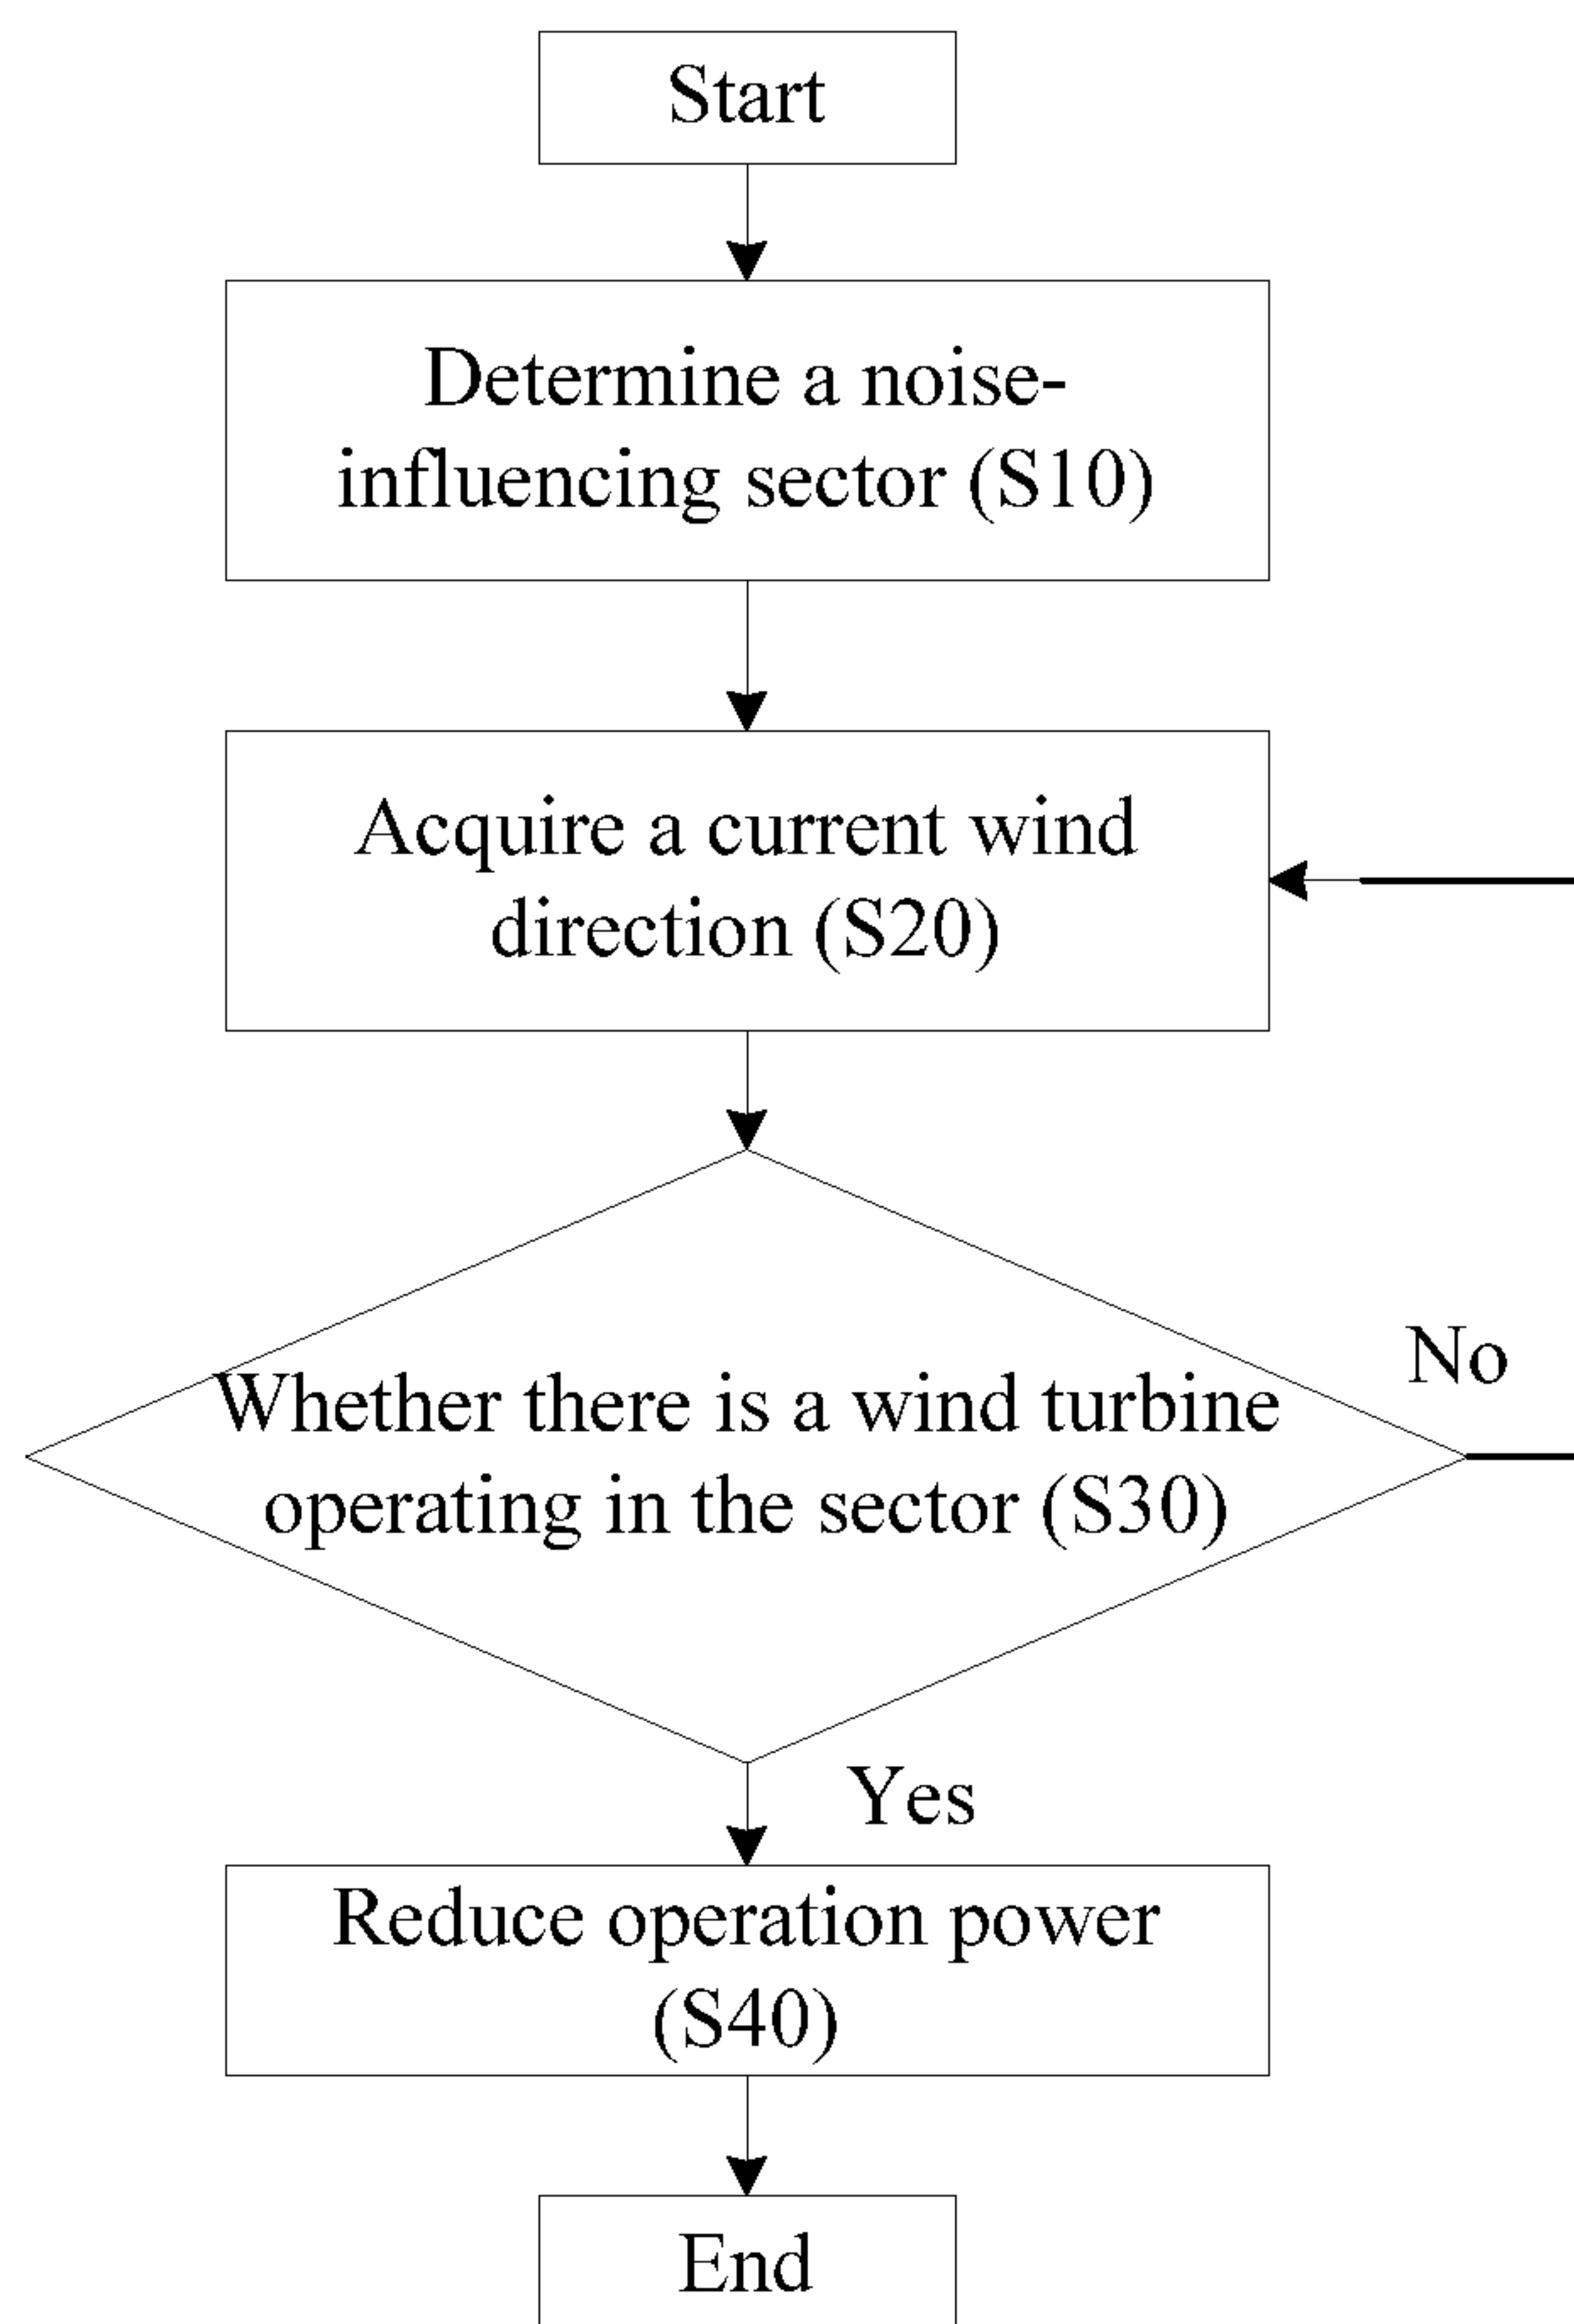 Start
Determine a noise-
influencing sector (S10)
Acquire a current wind
direction (S20)
No
Whether there is a wind turbine
operating in the sector (S30)
Yes
Reduce operation power
(S40)
End